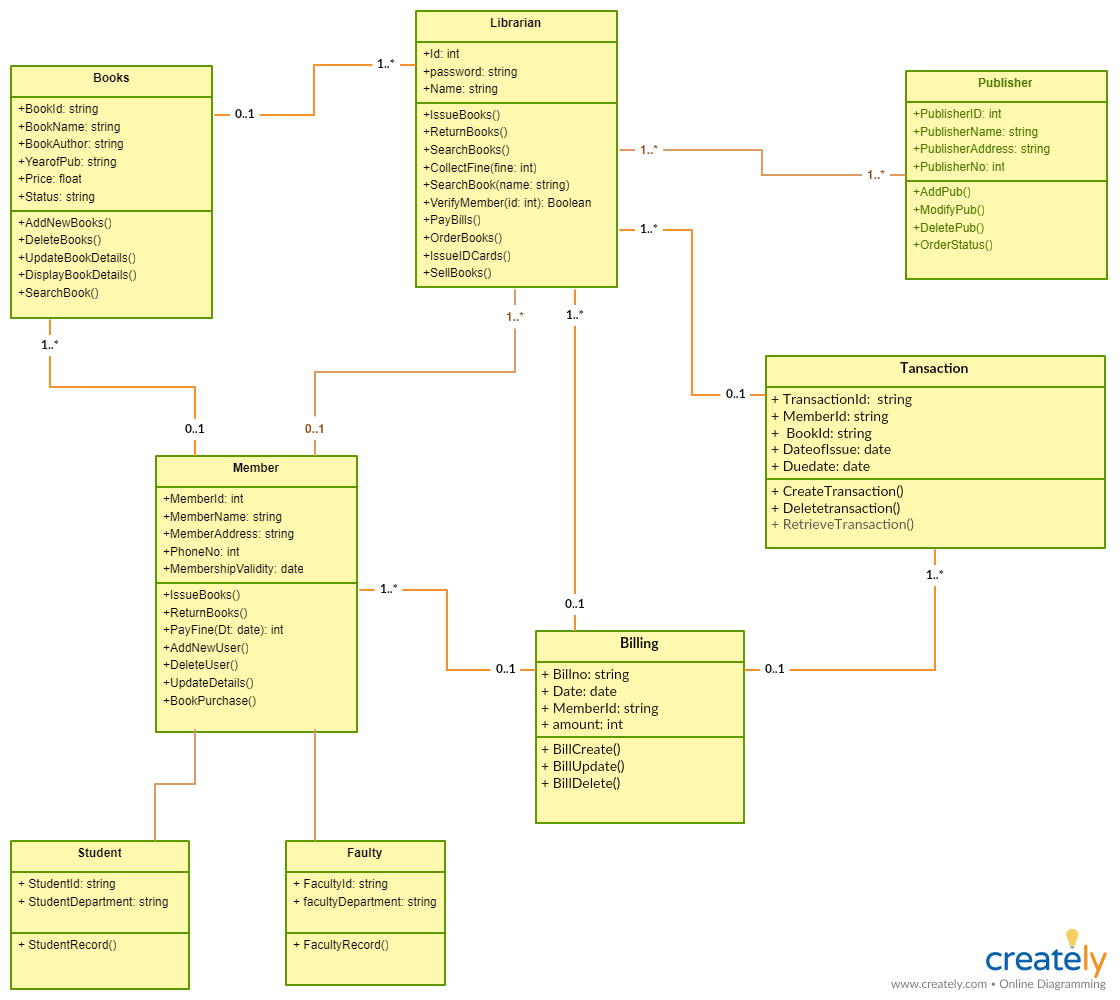 Librarian
+Id: int
+password: string
+Name: string
+IssueBooks()
+ReturnBooks()
+SearchBooks()
+CollectFine(fine: int)
+SearchBook(name: string)
+VerifyMember(id: int): Boolean
+PayBills()
+OrderBooks()
+IssueIDCards()
+SellBooks()
Books
+BookId: string
+BookName: string
+BookAuthor: string
+YearofPub: string
+Price: float
+Status: string
+AddNewBooks()
+DeleteBooks()
+UpdateBookDetails()
+DisplayBookDetails()
+SearchBook()
1..*
0..1
Publisher
+PublisherID: int
+PublisherName: string
+PublisherAddress: string
+PublisherNo: int
+AddPub()
+ModifyPub()
+DeletePub()
+OrderStatus()
1..*
1..*
1..*
0..1
1..*
1..*
1..*
0..1
0..1
Tansaction
+ TransactionId: string
+ MemberId: string
+ BookId: string
+ DateofIssue: date
+ Duedate: date
+ CreateTransaction()
+ Deletetransaction()
+ RetrieveTransaction()
Member
+MemberId: int
+MemberName: string
+MemberAddress: string
+PhoneNo: int
+MembershipValidity: date
+IssueBooks()
+ReturnBooks()
+PayFine(Dt: date): int
+AddNewUser()
+DeleteUser()
+UpdateDetails()
+BookPurchase()
1..*
0..1
0..1
1..*
0..1
Billing
+ Billno: string
+ Date: date
+ MemberId: string
+ amount: int
+ BillCreate()
+ BillUpdate()
+ BillDelete()
Student
+ StudentId: string
+ StudentDepartment: string
+ StudentRecord()
Faulty
+ FacultyId: string
+ facultyDepartment: string
+ FacultyRecord()
creately
www.creately.com • Online Diagramming